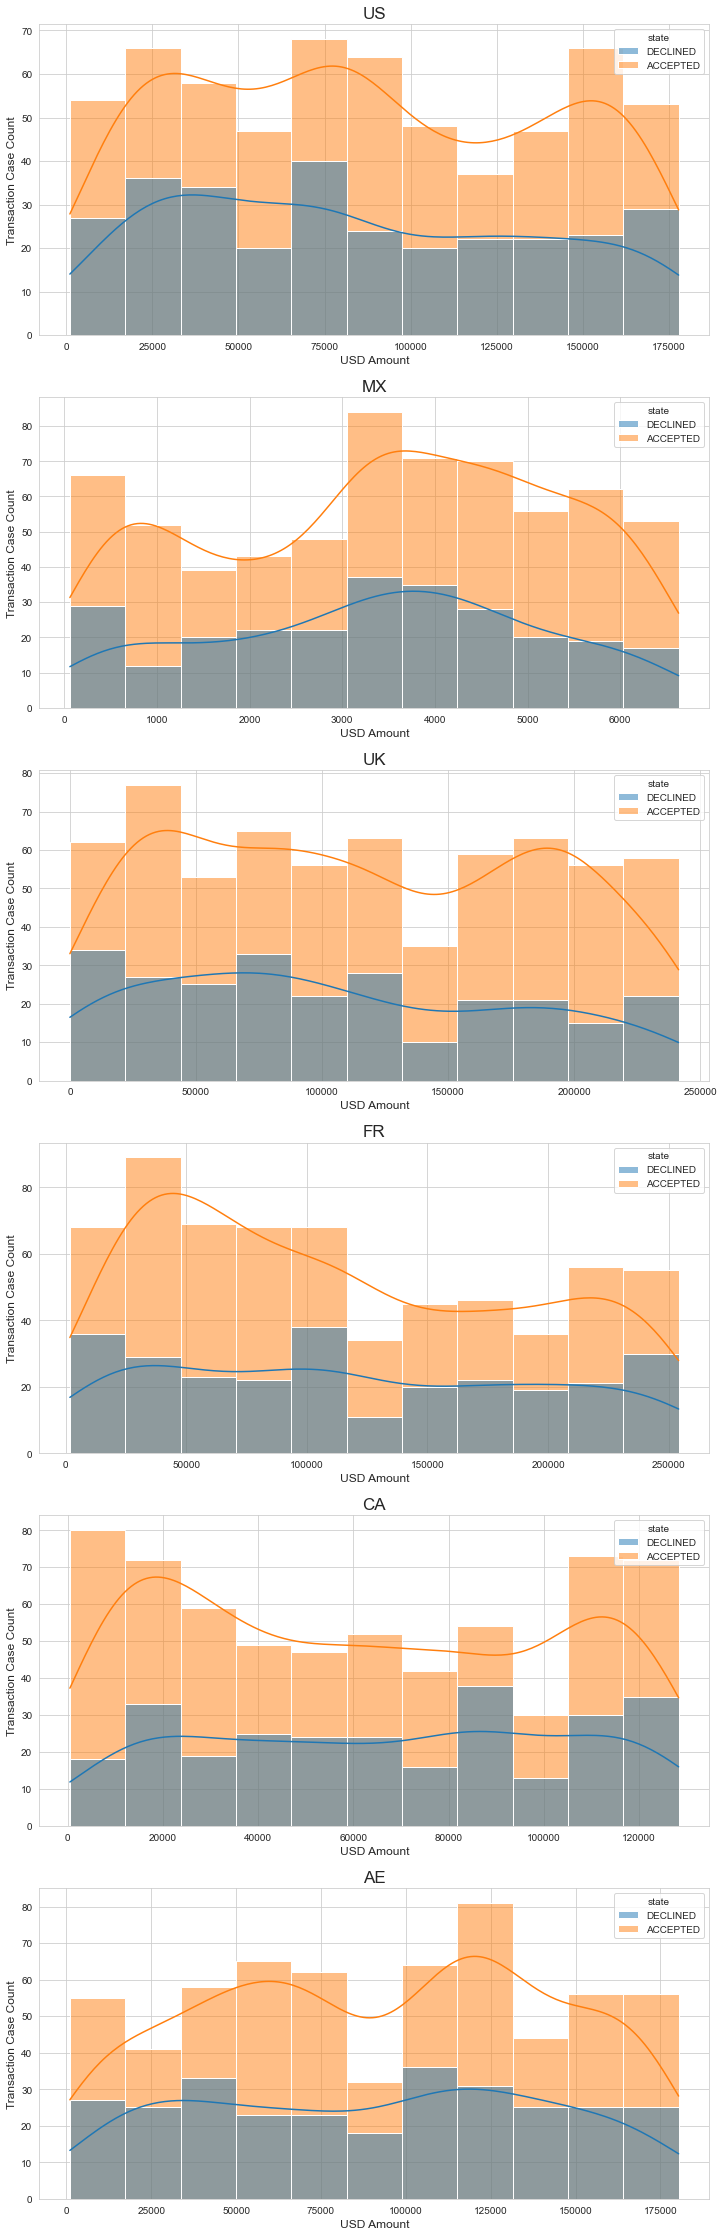 US
state
DECLINED
ACCEPTED
70
60
50
40
30
20
10
0
Transaction Case Count
0 25000 50000 75000 100000 125000 150000 175000
USD Amount
MX
state
DECLINED
ACCEPTED
80
70
60
50
40
30
20
10
0
Transaction Case Count
0 1000 2000 3000 4000 5000 6000
USD Amount
UK
state
DECLINED
ACCEPTED
80
70
60
50
40
30
20
10
0
Transaction Case Count
0 50000 100000 150000 200000 250000
USD Amount
FR
state
DECLINED
ACCEPTED
80
60
40
20
0
Transaction Case Count
0 50000 100000 150000 200000 250000
USD Amount
CA
state
DECLINED
ACCEPTED
80
70
60
50
40
30
20
10
0
Transaction Case Count
0 20000 40000 60000 80000 100000 120000
USD Amount
AE
state
DECLINED
ACCEPTED
80
70
60
50
40
30
20
10
0
Transaction Case Count
0 25000 50000 75000 100000 125000 150000 175000
USD Amount